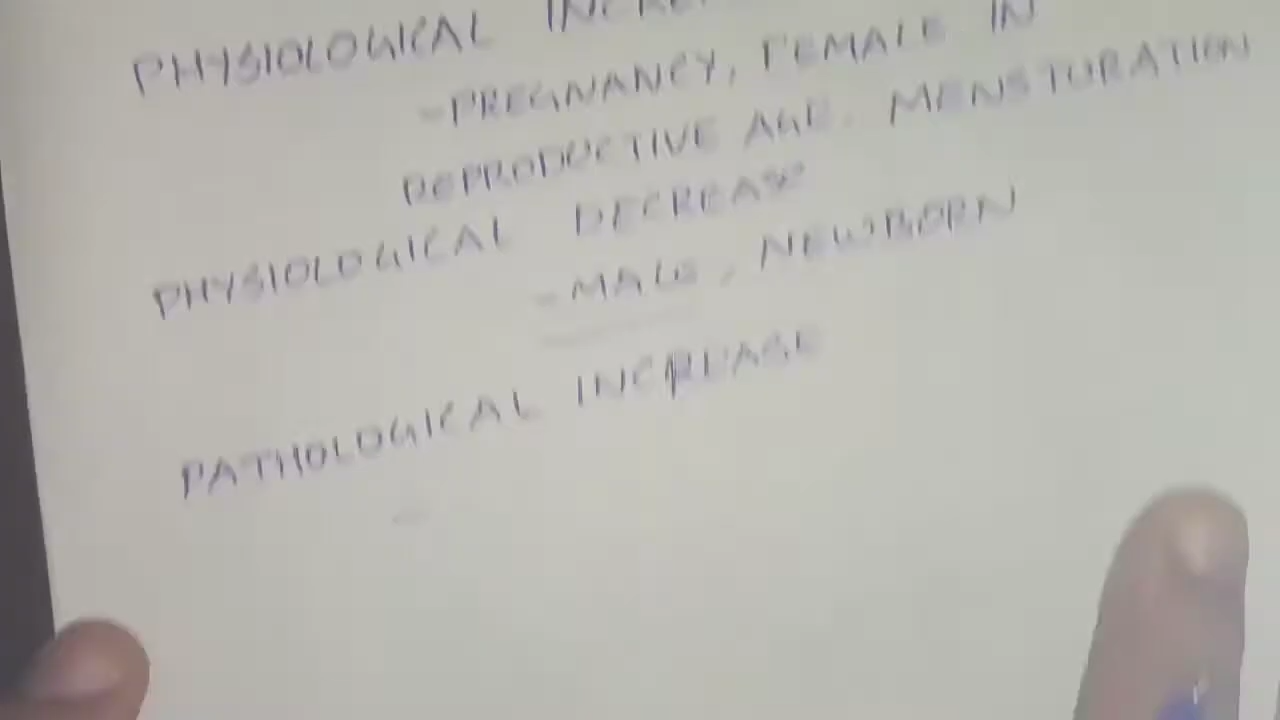 PHYSIOLOGICAL
-PREGNANCY, FEMALE IN
REPRODUCTIVE AGE. MENSTURATION
PHYSIOLOGICAL DECREASE
-MALE, NEWBORN
PATHOLOGICAL INCREASE
-